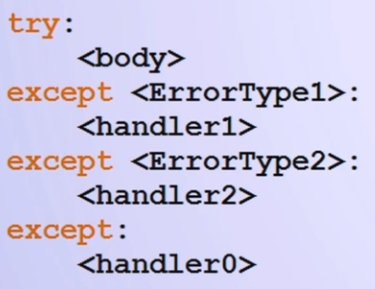 try:
    <body>
except <ErrorType1>:
    <handler1>
except <ErrorType2>:
    <handler2>
except:
    <handler0>